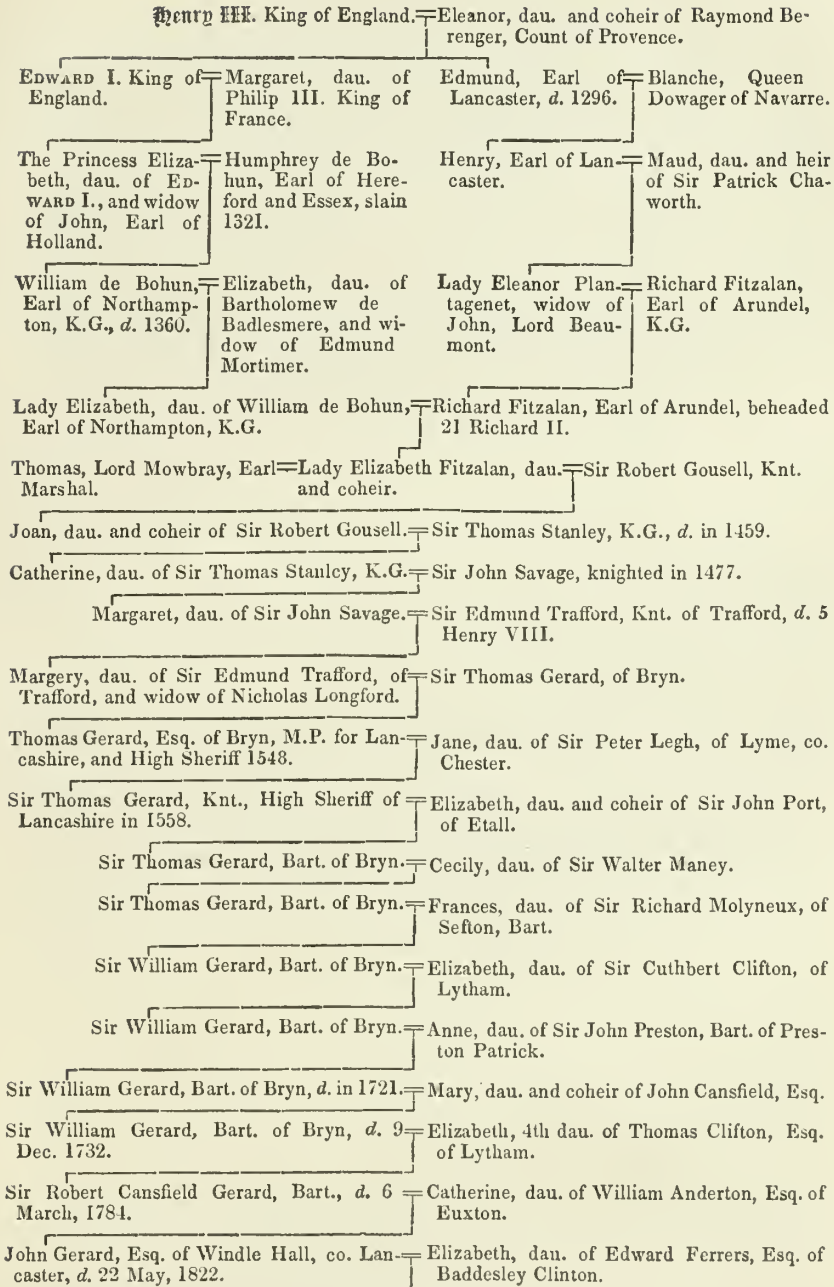 Henry III. King of England. Eleanor, dau. and coheir of Raymond Be-
renger, Count of Provence.
EDWARD I. King of
England.
Margaret, dau. of
Philip III. King of
France.
Edmund, Earl of
Lancaster, d. 1296.
Blanche, Queen
Dowager of Navarre.
The Princess Eliza-
beth, dau. of ED-
WARD I., and widow
of John, Earl of
Holland.
Humphrey de Bo-
hun, Earl of Here-
ford and Essex, slain
1321.
Henry, Earl of Lan-
caster.
Maud, dau. and heir
of Sir Patrick Cha-
worth.
William de Bohun,
Earl of Northamp-
ton, K.G., d. 1360.
Elizabeth, dau. of
Bartholomew de
Badlesmere, and wi-
dow of Edmund
Mortimer.
Lady Eleanor Plan-
tagenet, widow of
John, Lord Beau-
mont.
Richard Fitzalan,
Earl of Arundel,
K.G.
Lady Elizabeth, dau. of William de Bohun,
Earl of Northampton, K.G.
Richard Fitzalan, Earl of Arundel, beheaded
21 Richard II.
Thomas, Lord Mowbray, Earl
Marshal.
Lady Elizabeth Fitzalan, dau.
and coheir.
Sir Robert Gousell, Knt.
Joan, dau. and coheir of Sir Robert Gousell. Sir Thomas Stanley, K.G., d. in 1459.
Catherine, dau. of Sir Thomas Stanley, K.G. Sir John Savage, knighted in 1477.
Margaret, dau. of Sir John Savage. Sir Edmund Trafford, Knt. of Trafford, d. 5
Henry VIII.
Margery, dau. of Sir Edmund Trafford, of
Trafford, and widow of Nicholas Longford.
Sir Thomas Gerard, of Bryn.
Thomas Gerard, Esq. of Bryn, M.P. for Lan-
cashire, and High Sheriff 1548.
Jane, dau. of Sir Peter Legh, of Lyme, co.
Chester.
Sir Thomas Gerard, Knt., High Sheriff of
Lancashire in 1558.
Elizabeth, dau. and coheir of Sir John Port,
of Etall.
Sir Thomas Gerard, Bart. of Bryn. Cecily, dau. of Sir Walter Maney.
Sir Thomas Gerard, Bart. of Bryn. Frances, dau. of Sir Richard Molyneux, of
Sefton, Bart.
Sir William Gerard, Bart. of Bryn. Elizabeth, dau. of Sir Cuthbert Clifton, of
Lytham.
Sir William Gerard, Bart. of Bryn. Anne, dau. of Sir John Preston, Bart. of Pres-
ton Patrick.
Sir William Gerard, Bart. of Bryn, d. in 1721. Mary, dau. and coheir of John Cansfield, Esq.
Sir William Gerard, Bart. of Bryn, d. 9
Dec. 1732.
Elizabeth, 4th dau. of Thomas Clifton, Esq.
of Lytham.
Sir Robert Cansfield Gerard, Bart., d. 6
March, 1784.
Catherine, dau. of William Anderton, Esq. of
Euxton.
John Gerard, Esq. of Windle Hall, co. Lan-
caster, d. 22 May, 1822.
Elizabeth, dau. of Edward Ferrers, Esq. of
Baddesley Clinton.